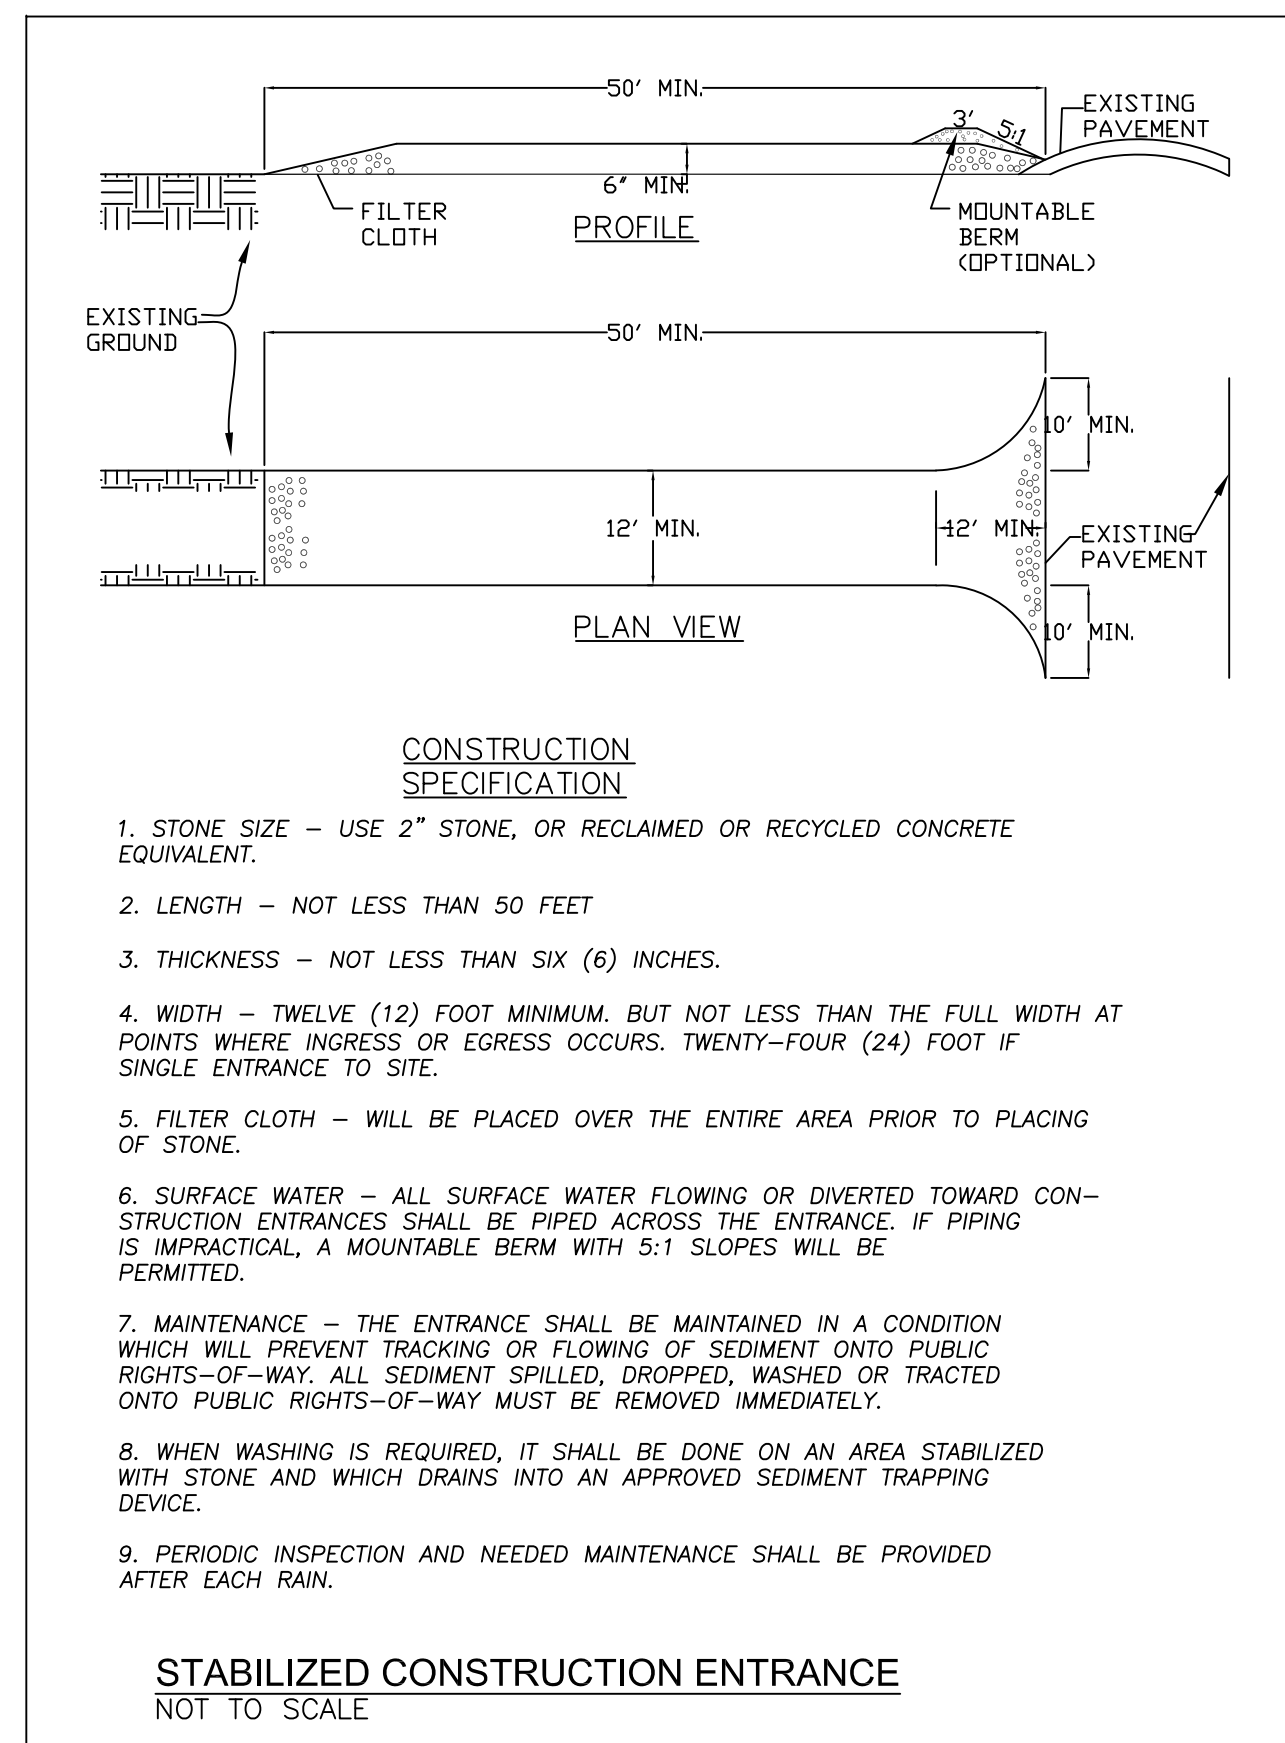 50' MIN.
EXISTING
PAVEMENT
3'
5:1
6" MIN.
FILTER
CLOTH
PROFILE
MOUNTABLE
BERM
(OPTIONAL)
EXISTING
GROUND
50' MIN.
10' MIN.
12' MIN.
12' MIN.
EXISTING
PAVEMENT
10' MIN.
PLAN VIEW
CONSTRUCTION
SPECIFICATION
1. STONE SIZE – USE 2" STONE, OR RECLAIMED OR RECYCLED CONCRETE
EQUIVALENT.
2. LENGTH – NOT LESS THAN 50 FEET
3. THICKNESS – NOT LESS THAN SIX (6) INCHES.
4. WIDTH – TWELVE (12) FOOT MINIMUM. BUT NOT LESS THAN THE FULL WIDTH AT
POINTS WHERE INGRESS OR EGRESS OCCURS. TWENTY–FOUR (24) FOOT IF
SINGLE ENTRANCE TO SITE.
5. FILTER CLOTH – WILL BE PLACED OVER THE ENTIRE AREA PRIOR TO PLACING
OF STONE.
6. SURFACE WATER – ALL SURFACE WATER FLOWING OR DIVERTED TOWARD CON–
STRUCTION ENTRANCES SHALL BE PIPED ACROSS THE ENTRANCE. IF PIPING
IS IMPRACTICAL, A MOUNTABLE BERM WITH 5:1 SLOPES WILL BE
PERMITTED.
7. MAINTENANCE – THE ENTRANCE SHALL BE MAINTAINED IN A CONDITION
WHICH WILL PREVENT TRACKING OR FLOWING OF SEDIMENT ONTO PUBLIC
RIGHTS–OF–WAY. ALL SEDIMENT SPILLED, DROPPED, WASHED OR TRACTED
ONTO PUBLIC RIGHTS–OF–WAY MUST BE REMOVED IMMEDIATELY.
8. WHEN WASHING IS REQUIRED, IT SHALL BE DONE ON AN AREA STABILIZED
WITH STONE AND WHICH DRAINS INTO AN APPROVED SEDIMENT TRAPPING
DEVICE.
9. PERIODIC INSPECTION AND NEEDED MAINTENANCE SHALL BE PROVIDED
AFTER EACH RAIN.
STABILIZED CONSTRUCTION ENTRANCE
NOT TO SCALE